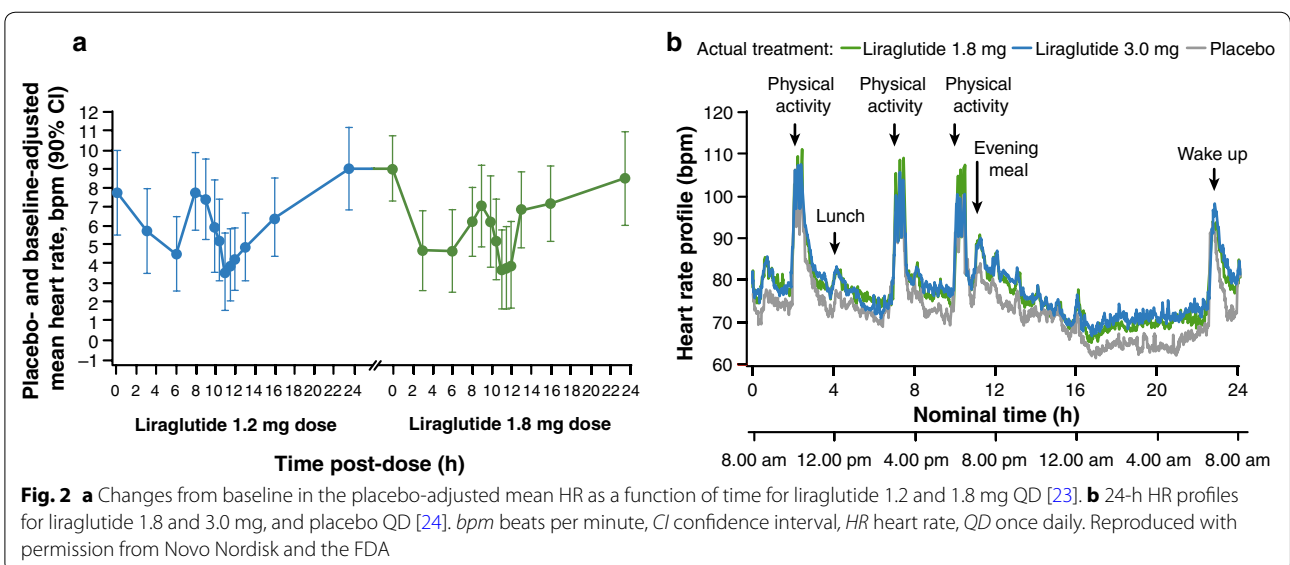 a
Placebo- and baseline-adjusted
mean heart rate, bpm (90% CI)
12
11
10
9
8
7
6
5
4
3
2
1
0
–1
0 2 4 6 8 10 12 14 16 18 20 22 24 0 2 4 6 8 10 12 14 16 18 20 22 24
Liraglutide 1.2 mg dose Liraglutide 1.8 mg dose
Time post-dose (h)
b
Actual treatment: Liraglutide 1.8 mg Liraglutide 3.0 mg Placebo
Physical
activity
Physical
activity
Physical
activity
Lunch
Evening
meal
Wake up
Heart rate profile (bpm)
120
110
100
90
80
70
60
0 4 8 12 16 20 24
Nominal time (h)
8.00 am 12.00 pm 4.00 pm 8.00 pm 12.00 am 4.00 am 8.00 am
Fig. 2 a Changes from baseline in the placebo-adjusted mean HR as a function of time for liraglutide 1.2 and 1.8 mg QD [23]. b 24-h HR profiles
for liraglutide 1.8 and 3.0 mg, and placebo QD [24]. bpm beats per minute, CI confidence interval, HR heart rate, QD once daily. Reproduced with
permission from Novo Nordisk and the FDA